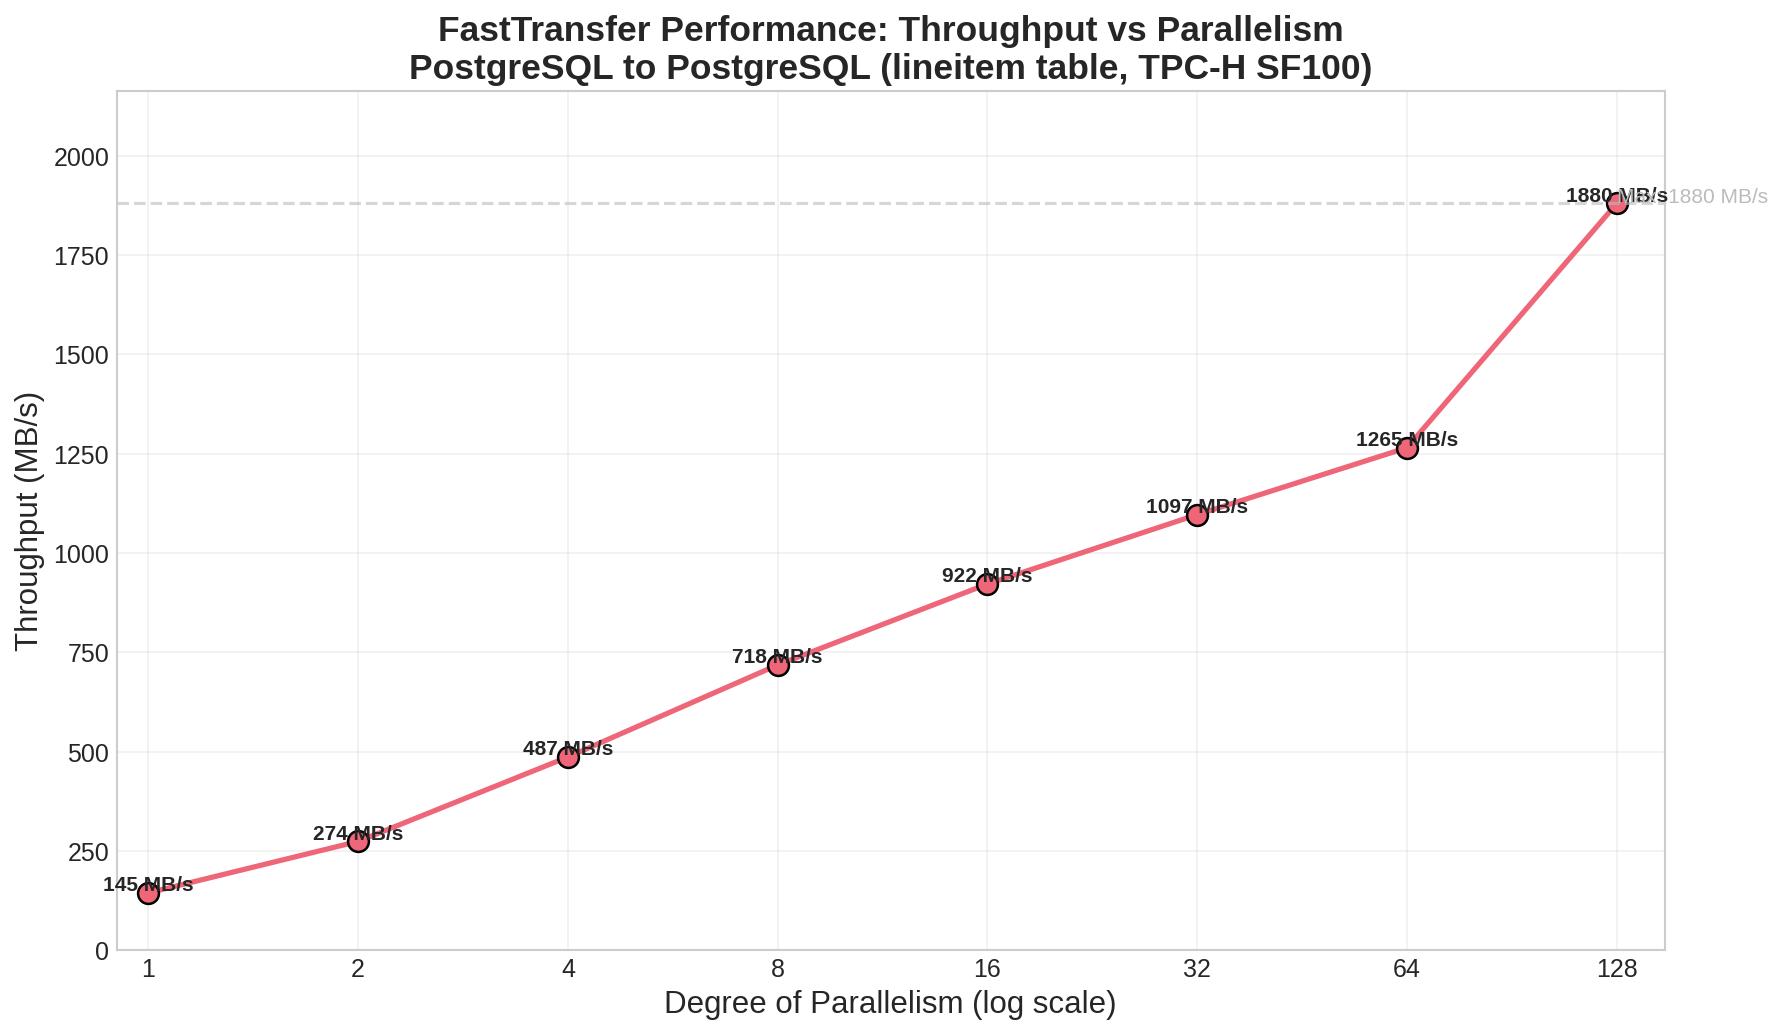 FastTransfer Performance: Throughput vs Parallelism
PostgreSQL to PostgreSQL (lineitem table, TPC-H SF100)
Throughput (MB/s)
2000
1750
1500
1250
1000
750
500
250
0
145 MB/s
274 MB/s
487 MB/s
718 MB/s
922 MB/s
1097 MB/s
1265 MB/s
1880 MB/s
1880 MB/s
1 2 4 8 16 32 64 128
Degree of Parallelism (log scale)